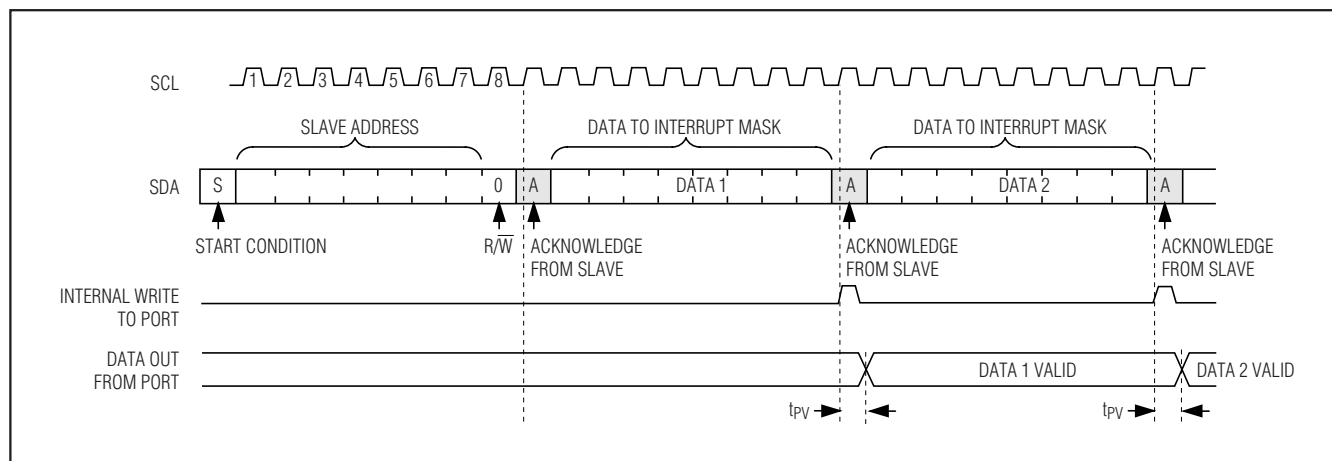 SCL
1 2 3 4 5 6 7 8
SLAVE ADDRESS
DATA TO INTERRUPT MASK
DATA TO INTERRUPT MASK
SDA
S
0
A
DATA 1
A
DATA 2
A
START CONDITION
R/W̅
ACKNOWLEDGE
FROM SLAVE
ACKNOWLEDGE
FROM SLAVE
ACKNOWLEDGE
FROM SLAVE
INTERNAL WRITE
TO PORT
DATA OUT
FROM PORT
DATA 1 VALID
DATA 2 VALID
tPV
tPV